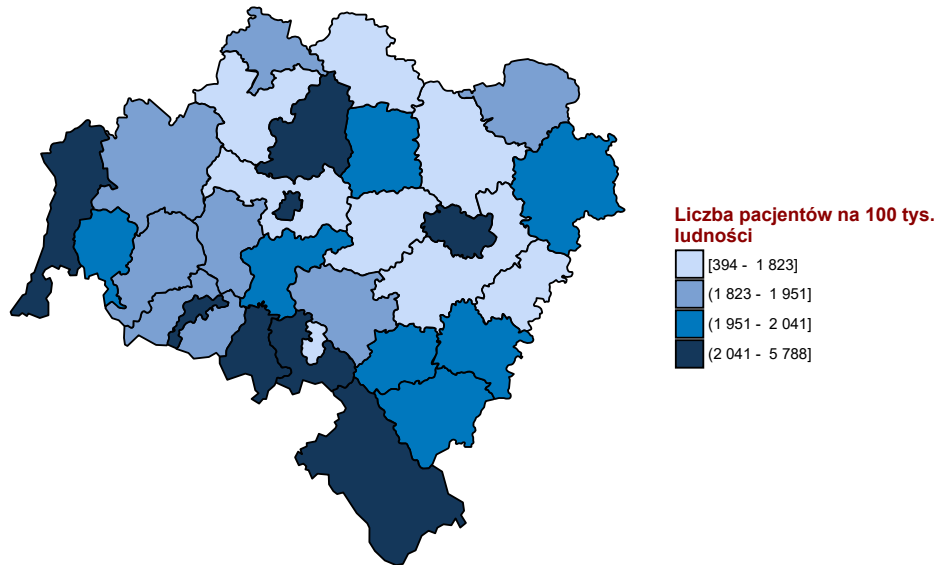 Liczba pacjentów na 100 tys.
ludności
[394 - 1 823]
(1 823 - 1 951]
(1 951 - 2 041]
(2 041 - 5 788]